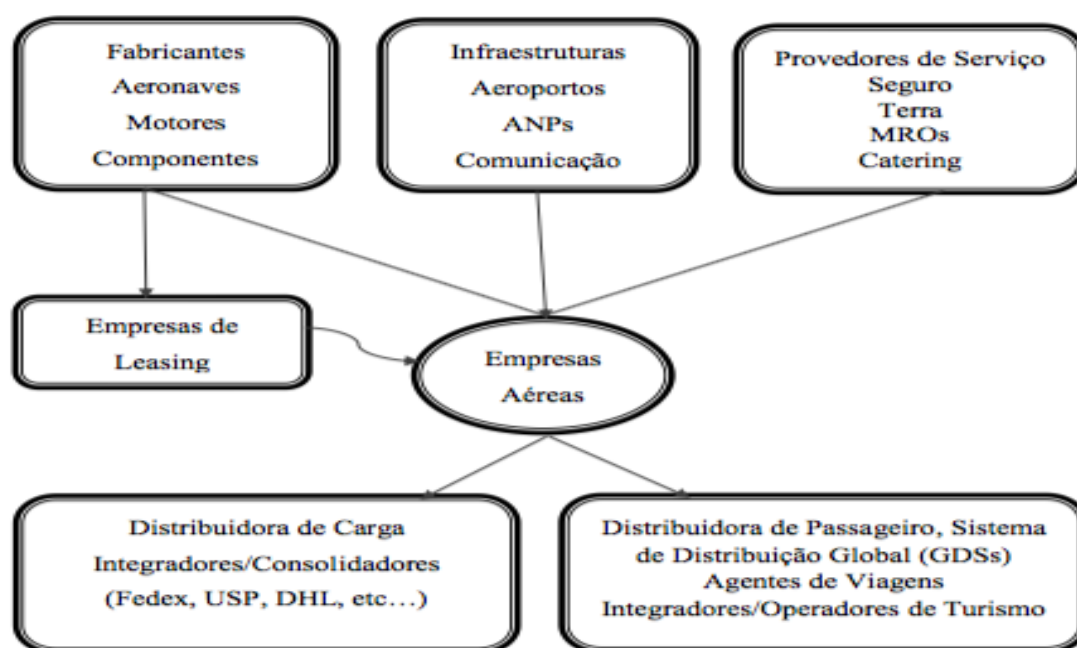 Fabricantes
Aeronaves
Motores
Componentes
Infraestruturas
Aeroportos
ANPs
Comunicação
Provedores de Serviço
Seguro
Terra
MROs
Catering
Empresas de
Leasing
Empresas
Aéreas
Distribuidora de Carga
Integradores/Consolidadores
(Fedex, USP, DHL, etc…)
Distribuidora de Passageiro, Sistema
de Distribuição Global (GDSs)
Agentes de Viagens
Integradores/Operadores de Turismo